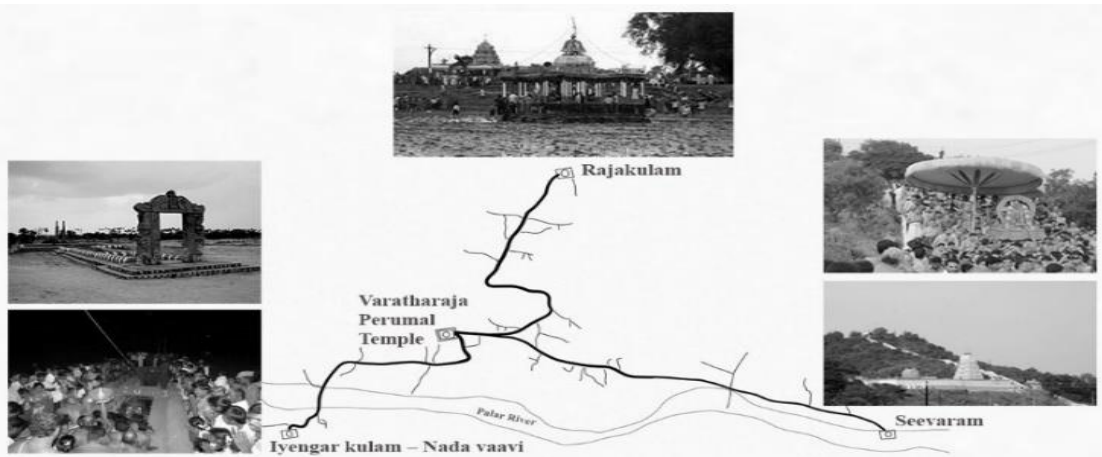 Rajakulam
Varatharaja
Perumal
Temple
Palar River
Seevaram
Iyengar kulam – Nada vaavi